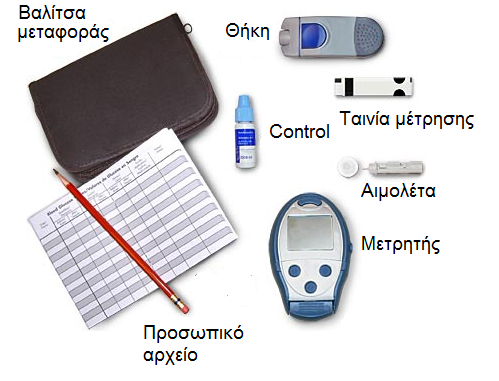 Βαλίτσα
μεταφοράς
Θήκη
Ταινία μέτρησης
Control
Αιμολέτα
Μετρητής
Προσωπικό
αρχείο